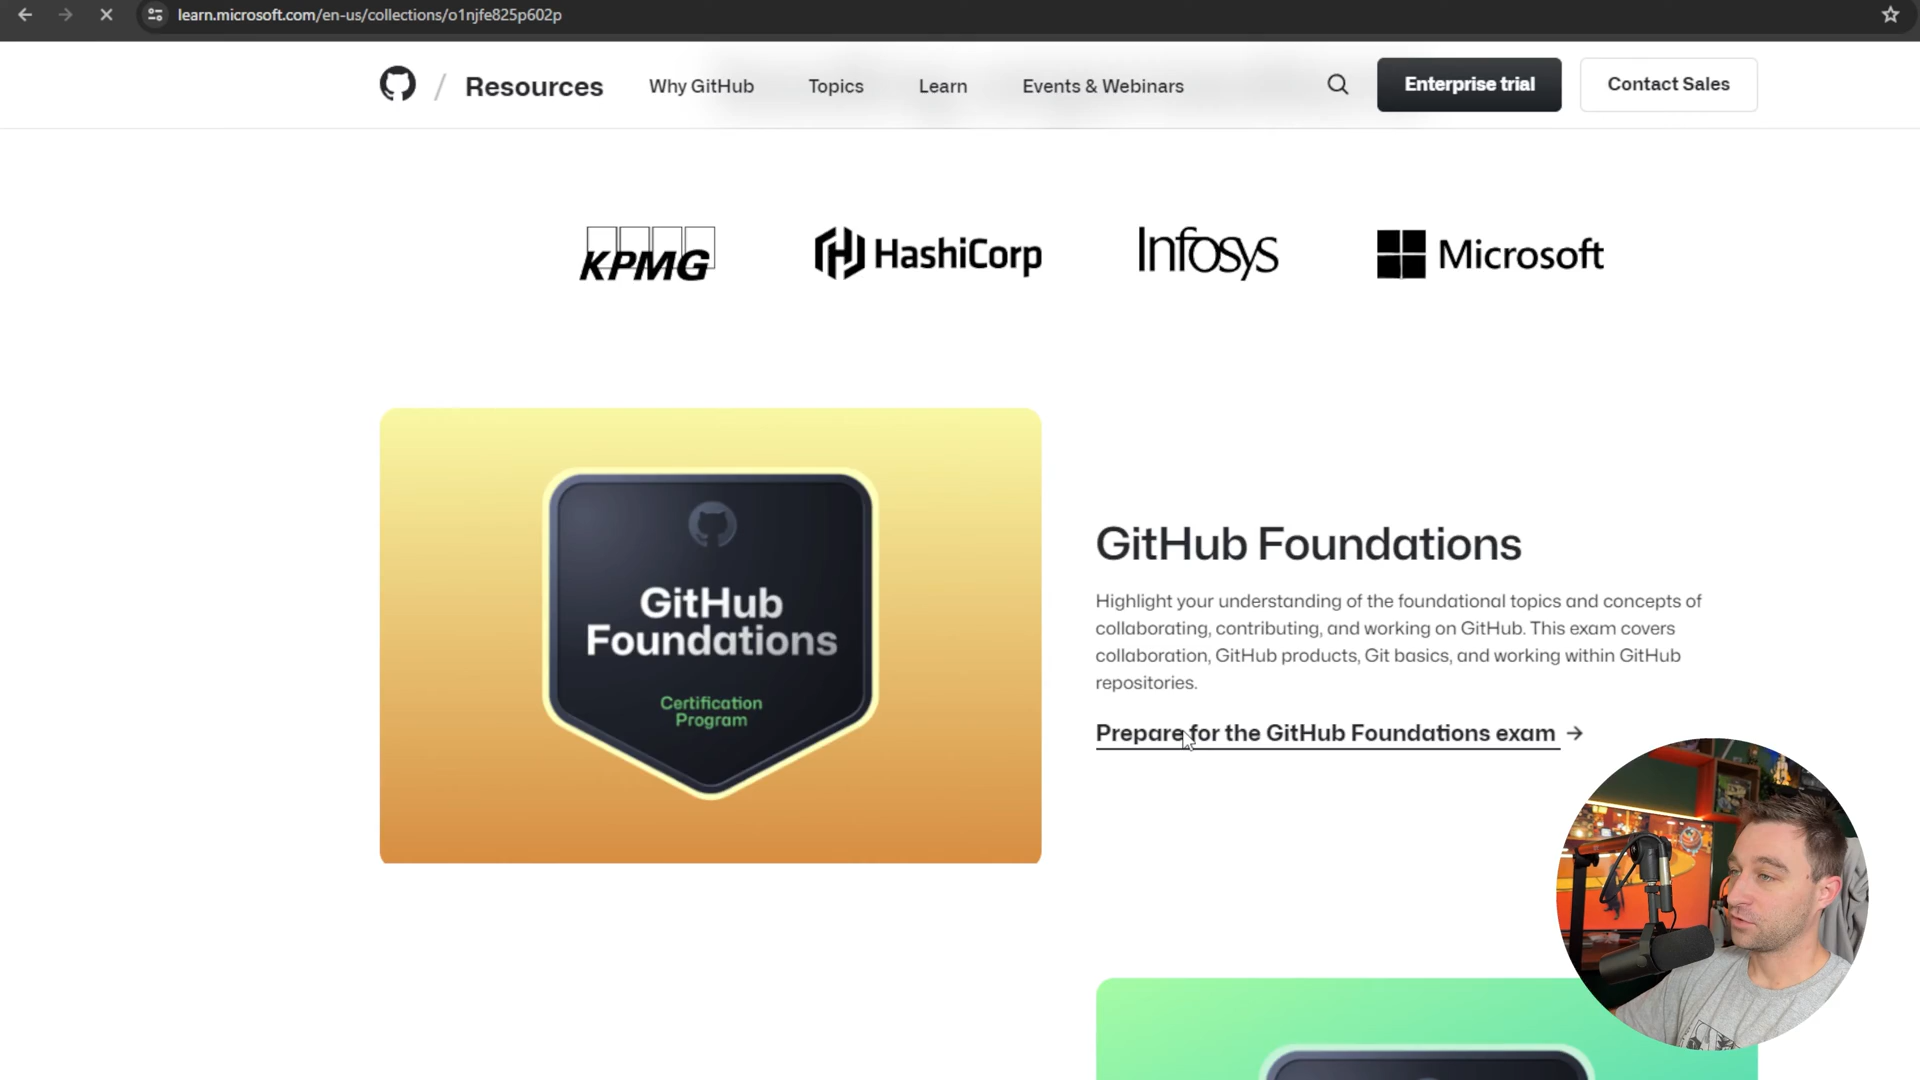 learn.microsoft.com/en-us/collections/o1njfe825p602p
/ Resources
Why GitHub
Topics
Learn
Events & Webinars
Enterprise trial
Contact Sales
KPMG
HashiCorp
Infosys
Microsoft
GitHub
Foundations
Certification
Program
GitHub Foundations
Highlight your understanding of the foundational topics and concepts of
collaborating, contributing, and working on GitHub. This exam covers
collaboration, GitHub products, Git basics, and working within GitHub
repositories.
Prepare for the GitHub Foundations exam →